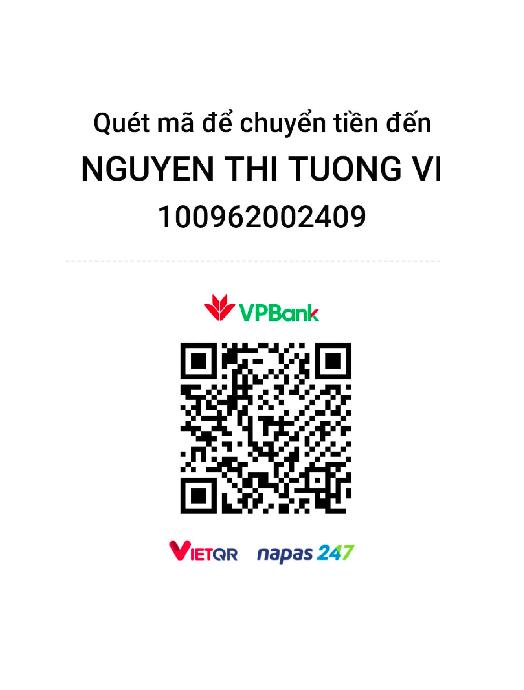 Quét mã để chuyển tiền đến
NGUYEN THI TUONG VI
100962002409
VPBank
VIETQR napas 247